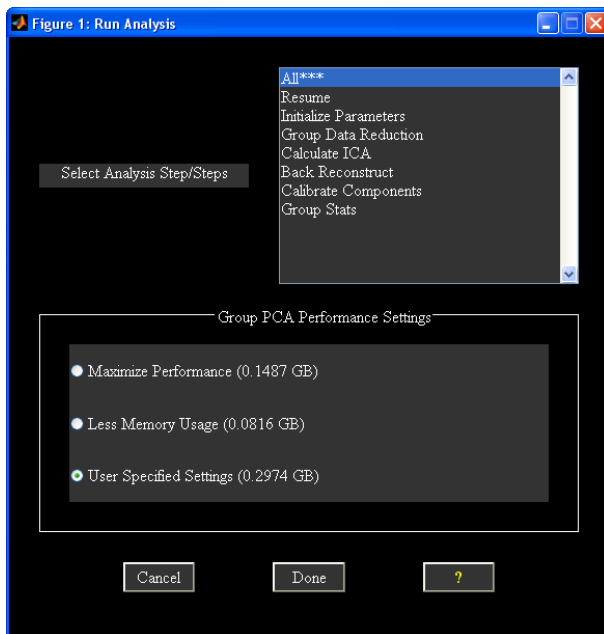 Figure 1: Run Analysis
All***
Resume
Initialize Parameters
Group Data Reduction
Calculate ICA
Back Reconstruct
Calibrate Components
Group Stats
Select Analysis Step/Steps
Group PCA Performance Settings
Maximize Performance (0.1487 GB)
Less Memory Usage (0.0816 GB)
User Specified Settings (0.2974 GB)
Cancel
Done
?